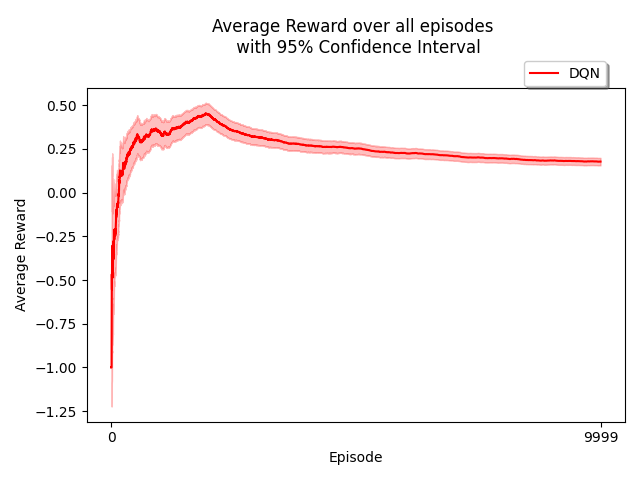 Average Reward over all episodes
with 95% Confidence Interval
DQN
0.50
0.25
0.00
−0.25
−0.50
−0.75
−1.00
−1.25
Average Reward
0
9999
Episode